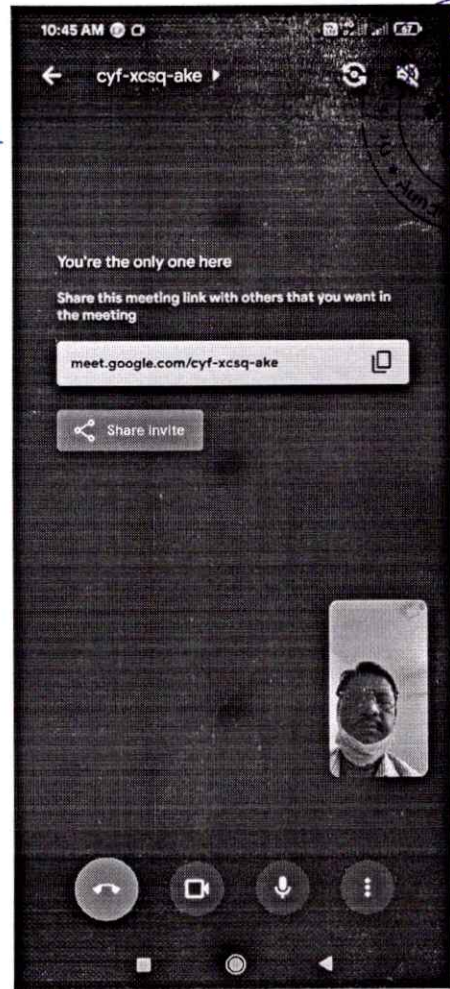 10:45 AM
67
cyf-xcsq-ake
You're the only one here
Share this meeting link with others that you want in
the meeting
meet.google.com/cyf-xcsq-ake
Share invite